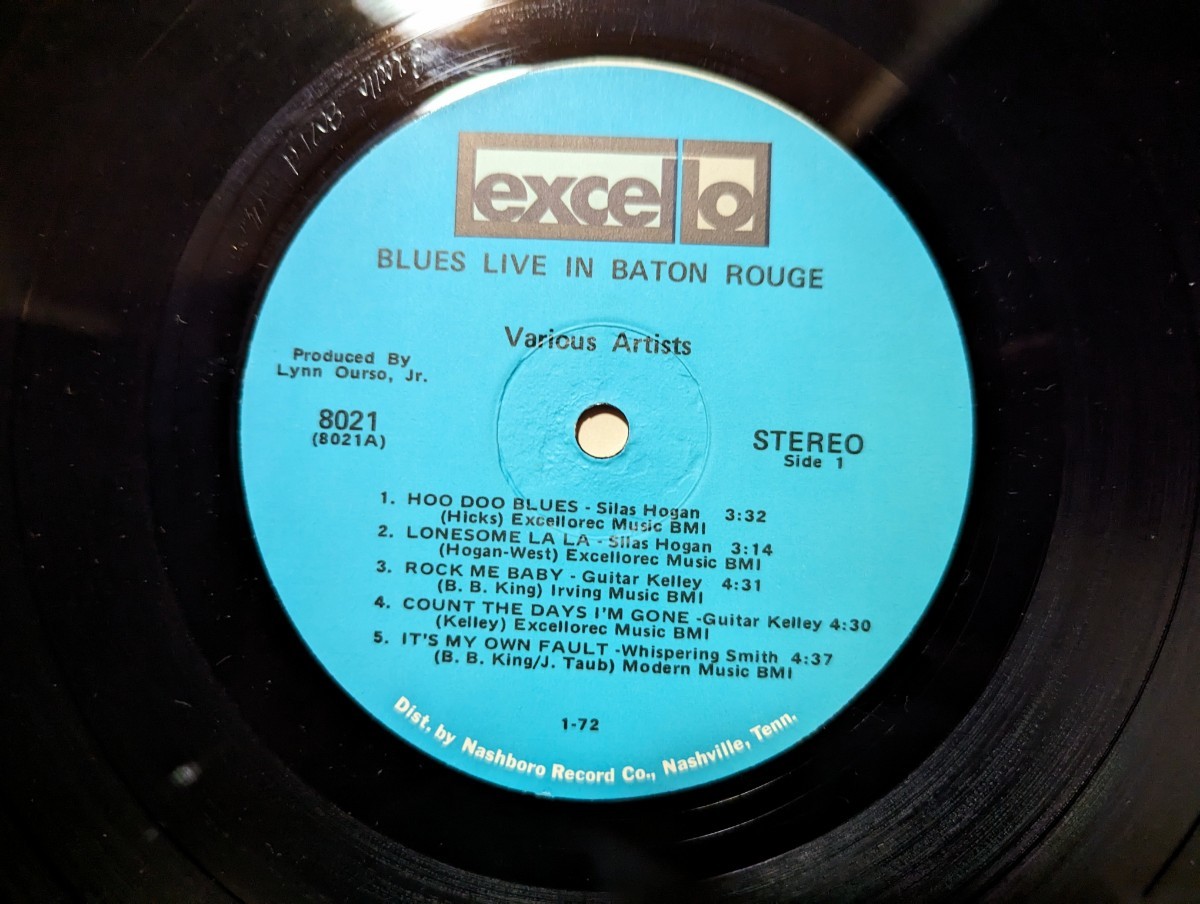 Excello 8021A
excello
BLUES LIVE IN BATON ROUGE
Various Artists
Produced By
Lynn Ourso, Jr.
8021
(8021A)
STEREO
Side 1
1. HOO DOO BLUES - Silas Hogan 3:32
(Hicks) Excellorec Music BMI
2. LONESOME LA LA - Silas Hogan 3:14
(Hogan-West) Excellorec Music BMI
3. ROCK ME BABY - Guitar Kelley 4:31
(B. B. King) Irving Music BMI
4. COUNT THE DAYS I'M GONE -Guitar Kelley 4:30
(Kelley) Excellorec Music BMI
5. IT'S MY OWN FAULT -Whispering Smith 4:37
(B. B. King/J. Taub) Modern Music BMI
1-72
Dist. by Nashboro Record Co., Nashville, Tenn.